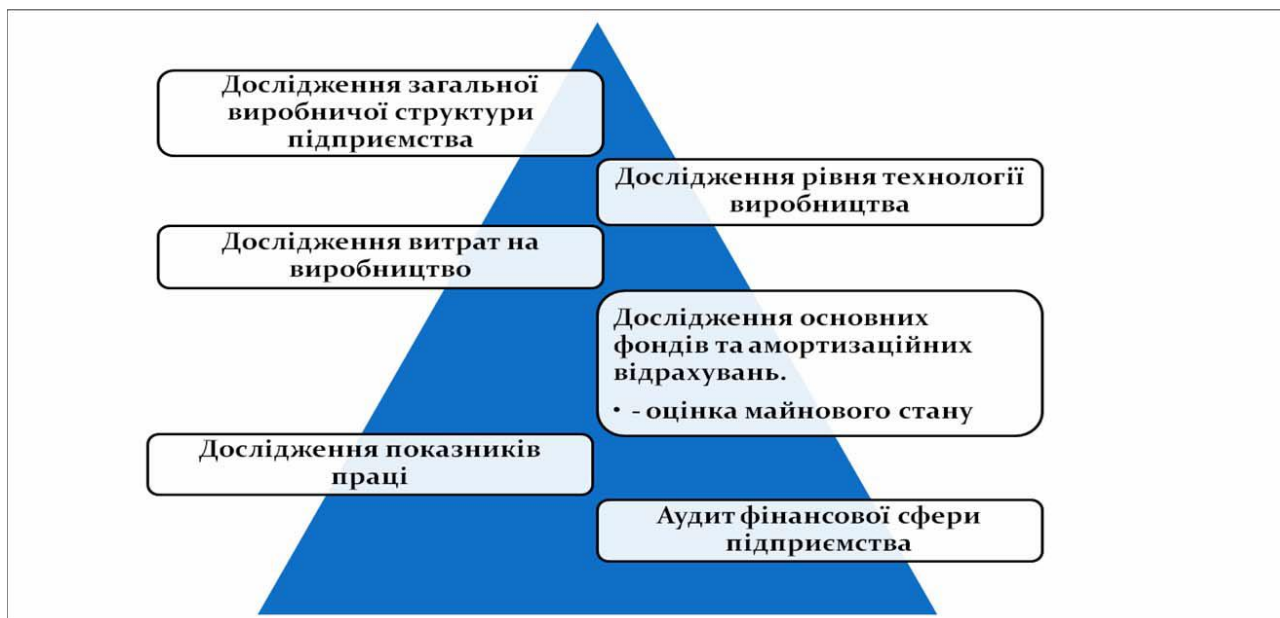 Дослідження загальної
виробничої структури
підприємства
Дослідження рівня технології
виробництва
Дослідження витрат на
виробництво
Дослідження основних
фондів та амортизаційних
відрахувань.
• - оцінка майнового стану
Дослідження показників
праці
Аудит фінансової сфери
підприємства